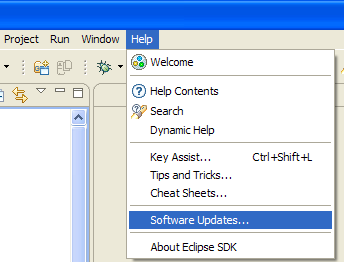 Project Run Window Help
Welcome
Help Contents
Search
Dynamic Help
Key Assist... Ctrl+Shift+L
Tips and Tricks...
Cheat Sheets...
Software Updates...
About Eclipse SDK